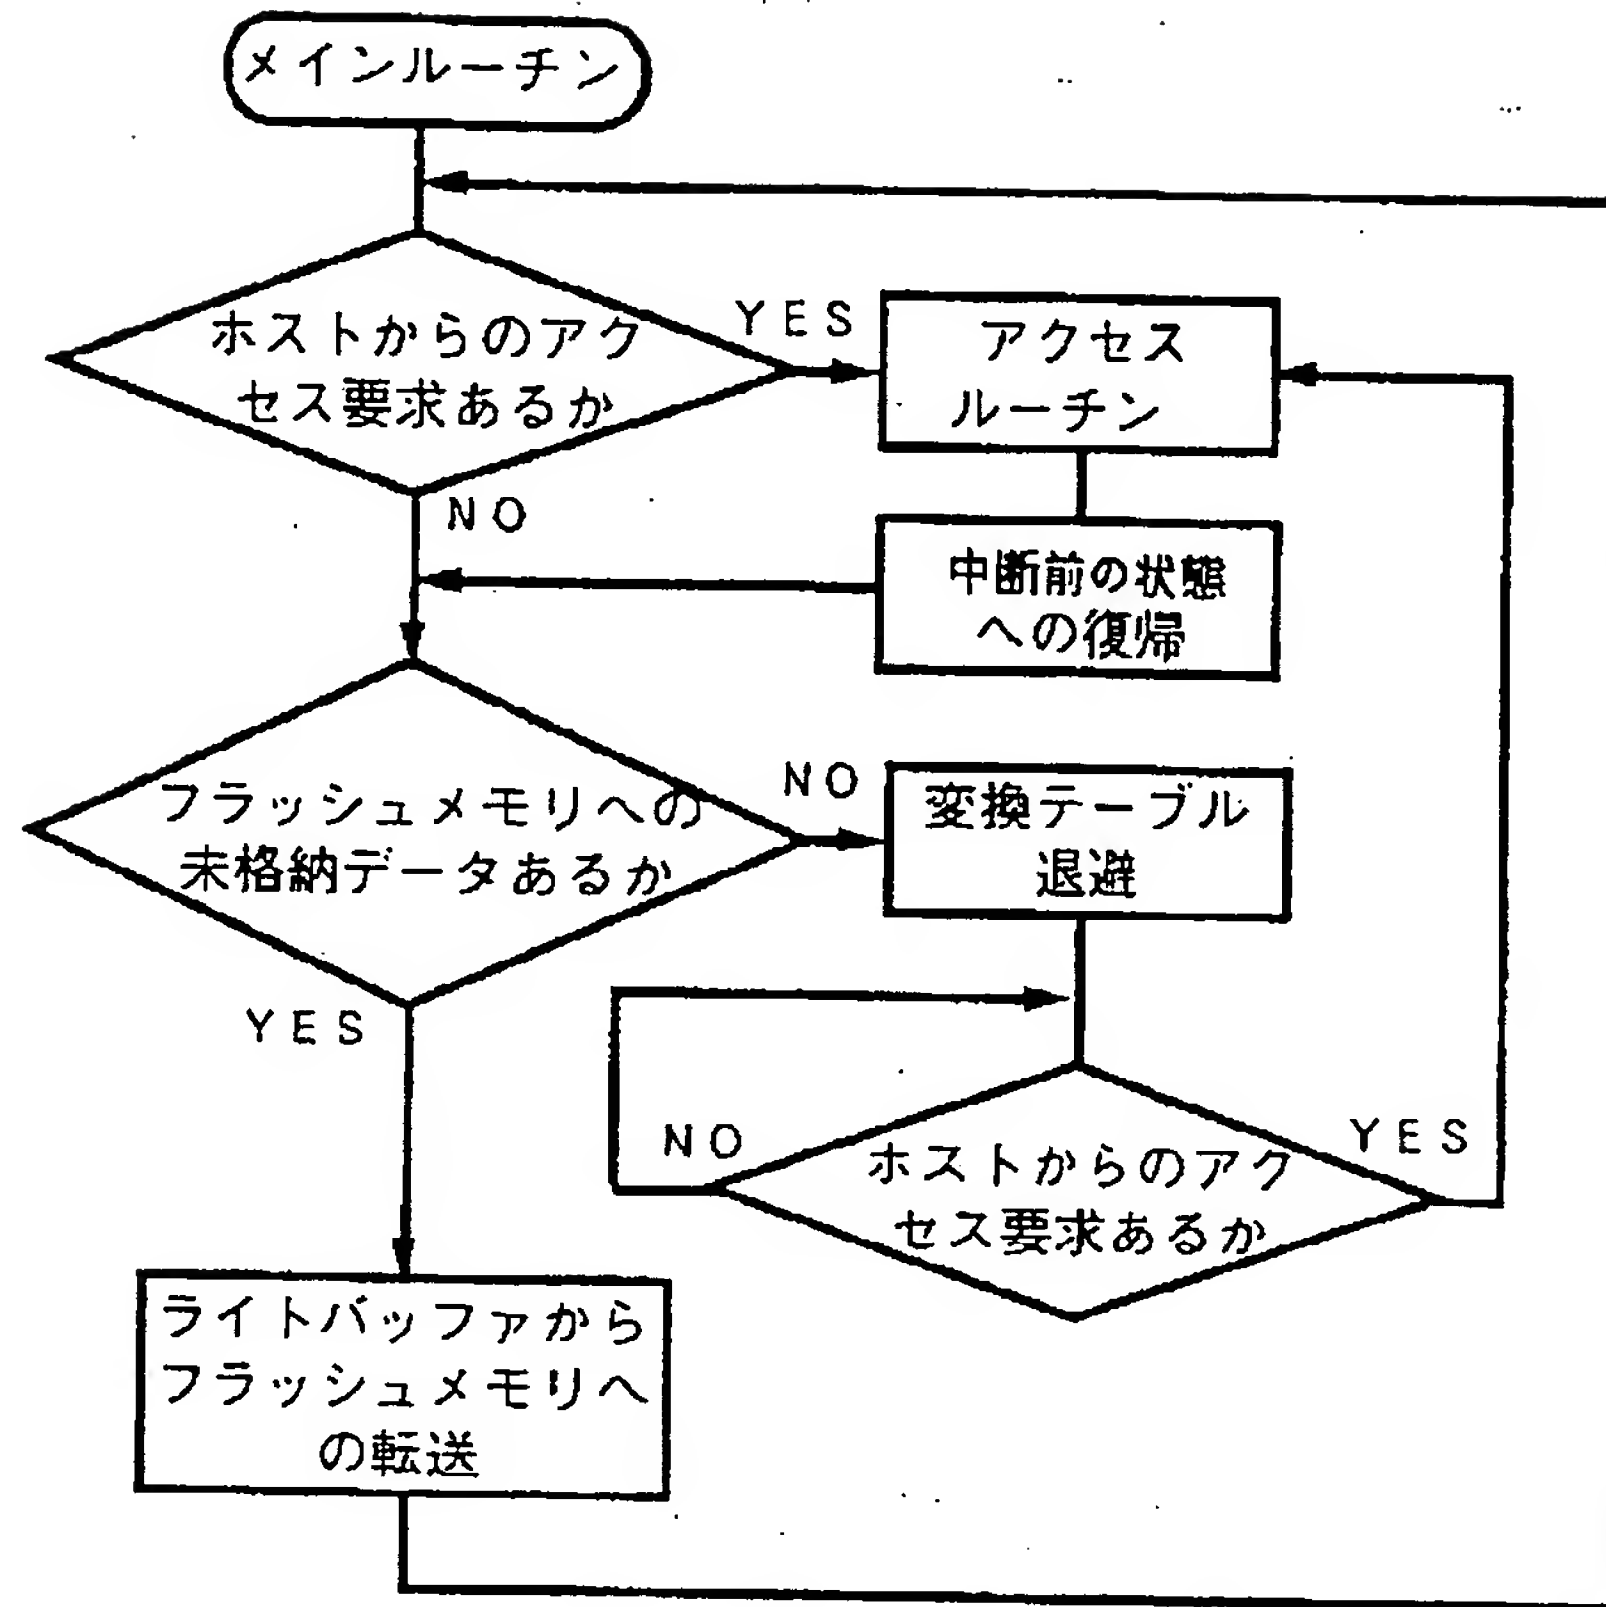 メインルーチン
ホストからのアク
セス要求あるか
YES
アクセス
ルーチン
NO
中断前の状態
への復帰
フラッシュメモリへの
未格納データあるか
NO
変換テーブル
退避
YES
NO
ホストからのアク
セス要求あるか
YES
ライトバッファから
フラッシュメモリへ
の転送